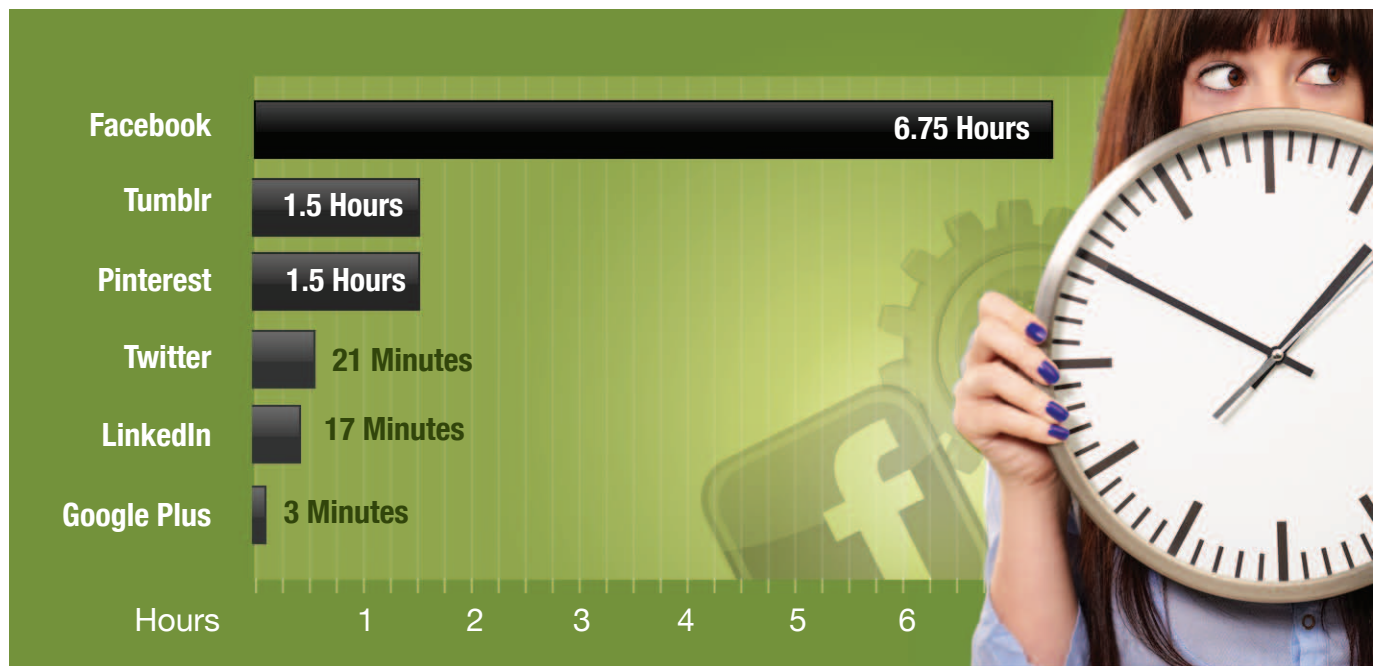 Facebook 6.75 Hours
Tumblr 1.5 Hours
Pinterest 1.5 Hours
Twitter 21 Minutes
LinkedIn 17 Minutes
Google Plus 3 Minutes
f
Hours 1 2 3 4 5 6